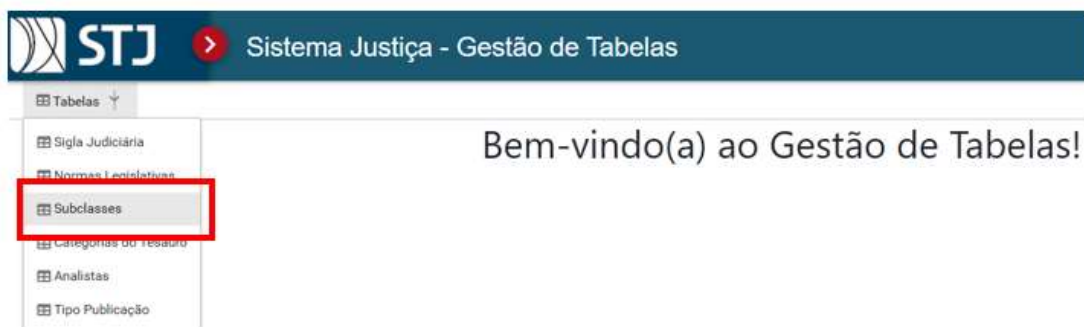 STJ Sistema Justiça - Gestão de Tabelas
Tabelas
Bem-vindo(a) ao Gestão de Tabelas!
Sigla Judiciária
Normas Legislativas
Subclasses
Categorias do Tesauro
Analistas
Tipo Publicação